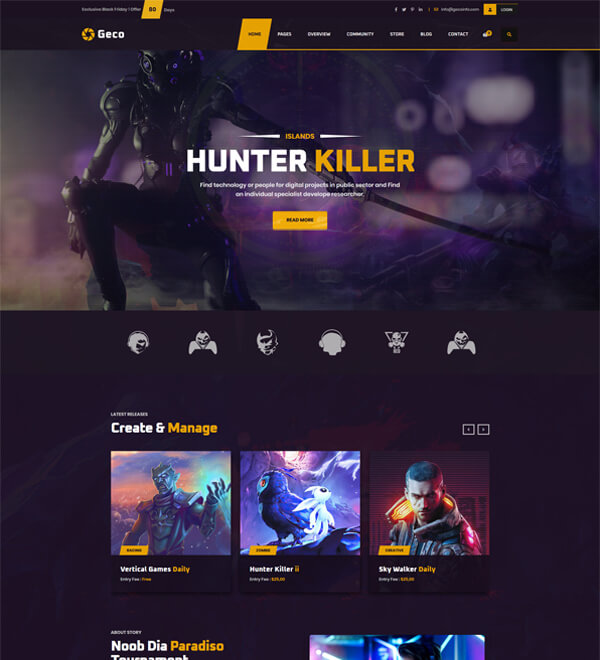 Exclusive Black Friday ! Offer 80 Days
info@gecoinfo.com
LOGIN
Geco
HOME
PAGES
OVERVIEW
COMMUNITY
STORE
BLOG
CONTACT
ISLANDS
HUNTER KILLER
Find technology or people for digital projects in public sector and Find
an individual specialist develope researcher.
READ MORE
LATEST RELEASES
Create & Manage
RACING
Vertical Games Daily
Entry Fee : Free
ZOMBIE
Hunter Killer ii
Entry Fee : $25,00
CREATIVE
Sky Walker Daily
Entry Fee : $25,00
ABOUT STORY
Noob Dia Paradiso
Tournament